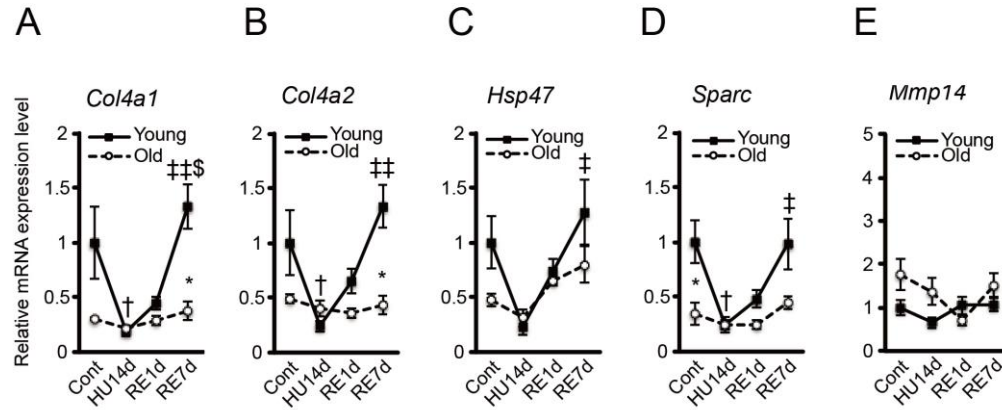 A B C D E
Col4a1 Col4a2 Hsp47 Sparc Mmp14
Relative mRNA expression level
2 1.5 1 0.5 0
Young
Old
‡‡$
†
*
Cont HU14d RE1d RE7d
2 1.5 1 0.5 0
Young
Old
‡‡
†
*
Cont HU14d RE1d RE7d
2 1.5 1 0.5 0
Young
Old
‡
Cont HU14d RE1d RE7d
2 1.5 1 0.5 0
Young
Old
‡
*
†
Cont HU14d RE1d RE7d
5 4 3 2 1 0
Young
Old
Cont HU14d RE1d RE7d